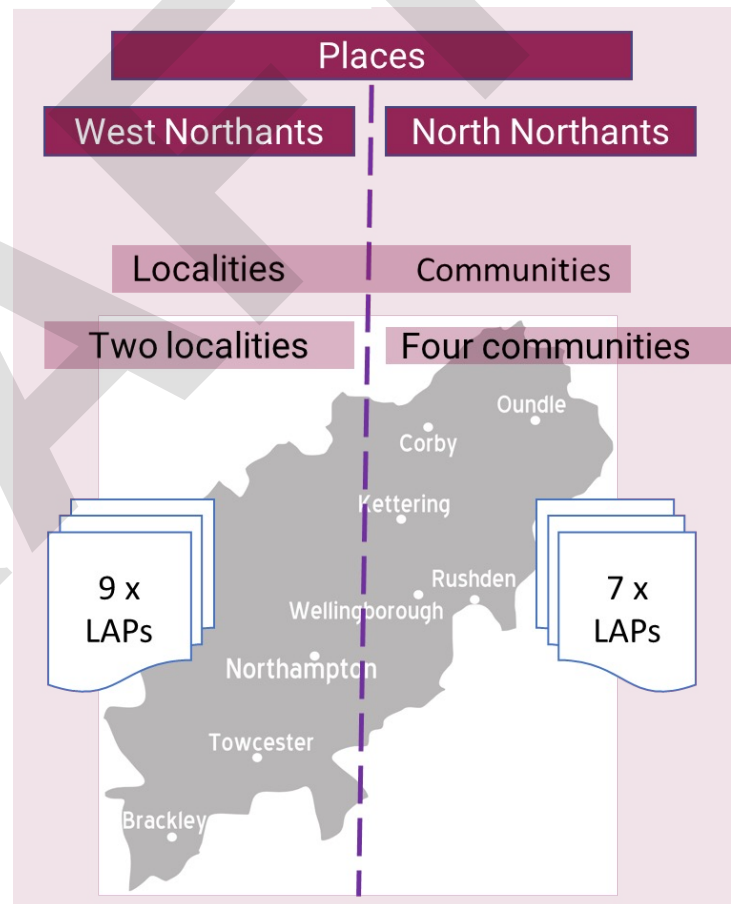 Places
West Northants
North Northants
Localities
Communities
Two localities
Four communities
Oundle
Corby
Kettering
9 x
LAPs
7 x
LAPs
Rushden
Wellingborough
Northampton
Towcester
Brackley